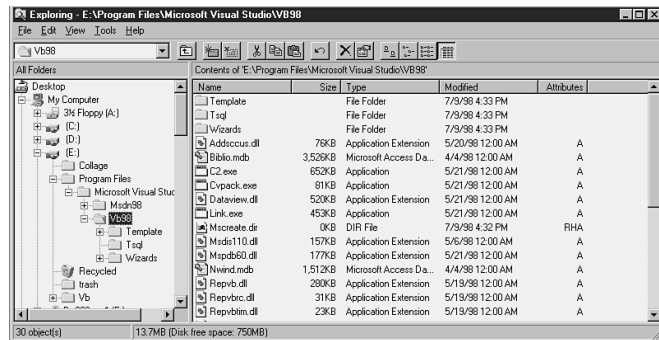 Exploring - E:\Program Files\Microsoft Visual Studio\VB98
File Edit View Tools Help
Vb98
All Folders
Contents of 'E:\Program Files\Microsoft Visual Studio\VB98'
Desktop
My Computer
3½ Floppy (A:)
(C:)
(D:)
(E:)
Collage
Program Files
Microsoft Visual Stuc
Msdn98
Vb98
Template
Tsql
Wizards
Recycled
trash
Vb
Name Size Type Modified Attributes
Template File Folder 7/9/98 4:33 PM
Tsql File Folder 7/9/98 4:33 PM
Wizards File Folder 7/9/98 4:33 PM
Addsccus.dll 76KB Application Extension 5/20/98 12:00 AM A
Biblio.mdb 3,526KB Microsoft Access Da... 4/4/98 12:00 AM A
C2.exe 652KB Application 5/21/98 12:00 AM A
Cvpack.exe 81KB Application 5/21/98 12:00 AM A
Dataview.dll 520KB Application Extension 5/21/98 12:00 AM A
Link.exe 453KB Application 5/21/98 12:00 AM A
Mscreate.dir 0KB DIR File 7/9/98 4:32 PM RHA
Msdis110.dll 157KB Application Extension 5/6/98 12:00 AM A
Mspdb60.dll 177KB Application Extension 5/21/98 12:00 AM A
Nwind.mdb 1,512KB Microsoft Access Da... 4/4/98 12:00 AM A
Repvb.dll 280KB Application Extension 5/19/98 12:00 AM A
Repvbrc.dll 31KB Application Extension 5/19/98 12:00 AM A
Repvbtim.dll 23KB Application Extension 5/19/98 12:00 AM A
30 object(s)
13.7MB (Disk free space: 750MB)